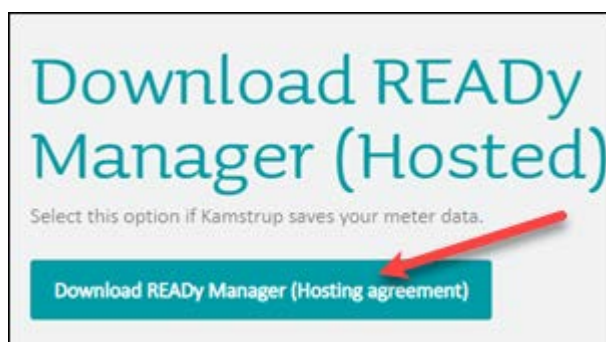 Download READy
Manager (Hosted)
Select this option if Kamstrup saves your meter data.
Download READy Manager (Hosting agreement)